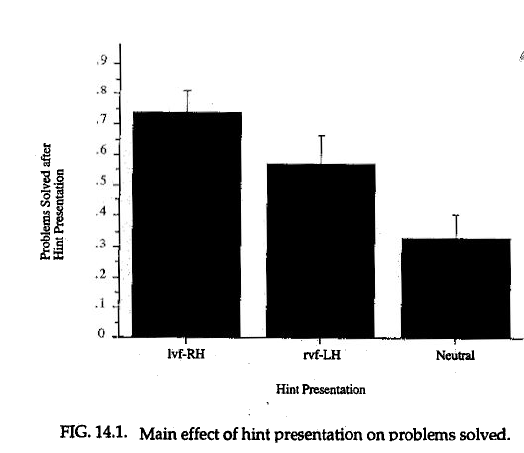 .9
.8
.7
.6
.5
.4
.3
.2
.1
0
Problems Solved after
Hint Presentation
lvf-RH rvf-LH Neutral
Hint Presentation
FIG. 14.1. Main effect of hint presentation on problems solved.